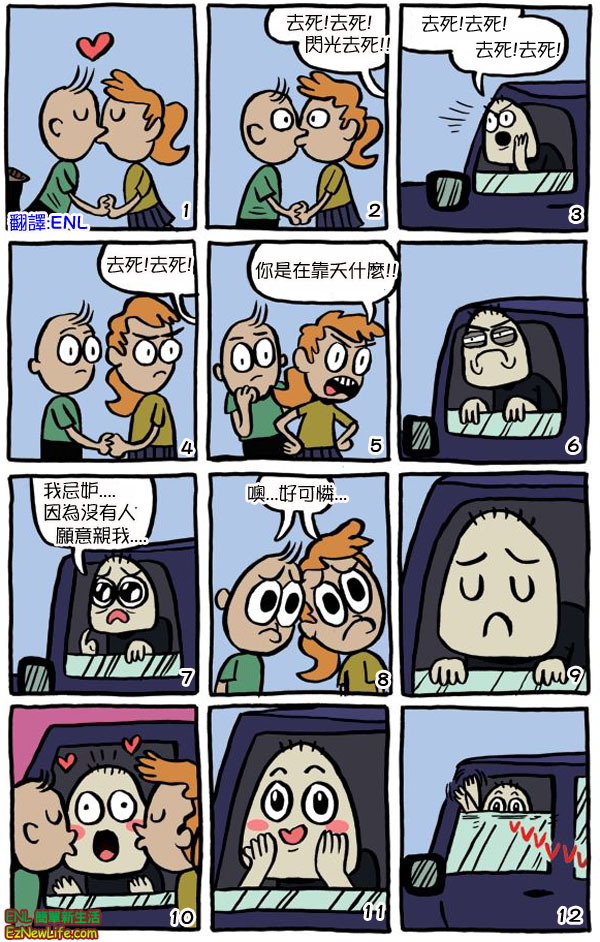 去死!去死!
閃光去死!!
去死!去死!
去死!去死!
1
2
3
翻譯:ENL
去死!去死!
你是在靠夭什麼!!
4
5
6
我忌妒....
因為沒有人
願意親我....
噢...好可憐...
7
8
9
10
11
12
ENL 簡單新生活
EzNewLife.com